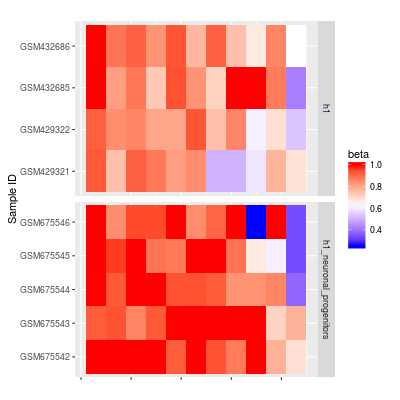 GSM432686
GSM432685
GSM429322
GSM429321
h1
GSM675546
GSM675545
GSM675544
GSM675543
GSM675542
h1_neuronal_progenitors
Sample ID
beta
1.0
0.8
0.6
0.4